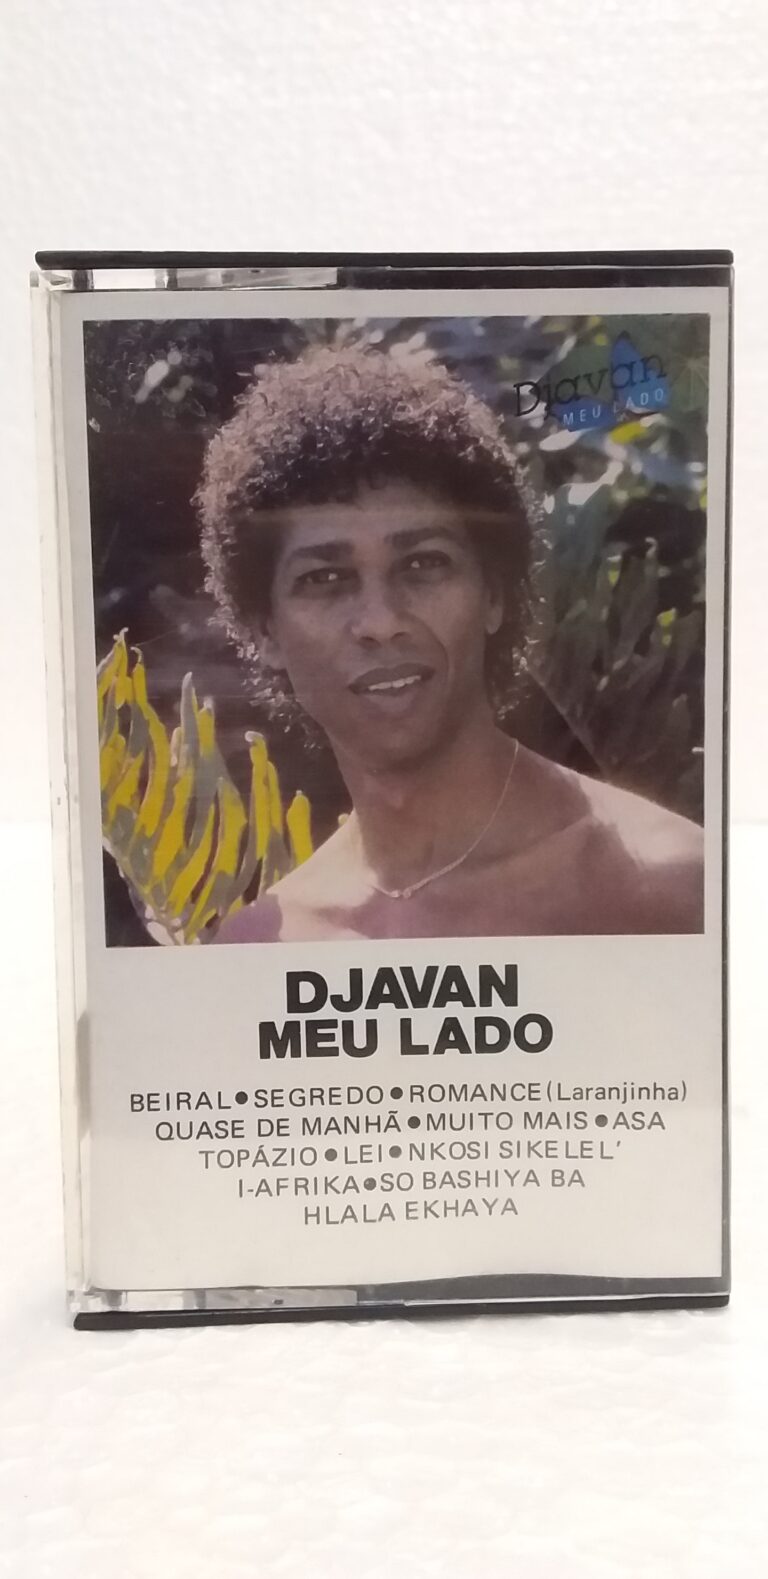 Djavan
MEU LADO
DJAVAN
MEU LADO
BEIRAL●SEGREDO●ROMANCE(Laranjinha)
QUASE DE MANHÃ●MUITO MAIS●ASA
TOPÁZIO●LEI●NKOSI SIKELEL'
I-AFRIKA●SO BASHIYA BA
HLALA EKHAYA